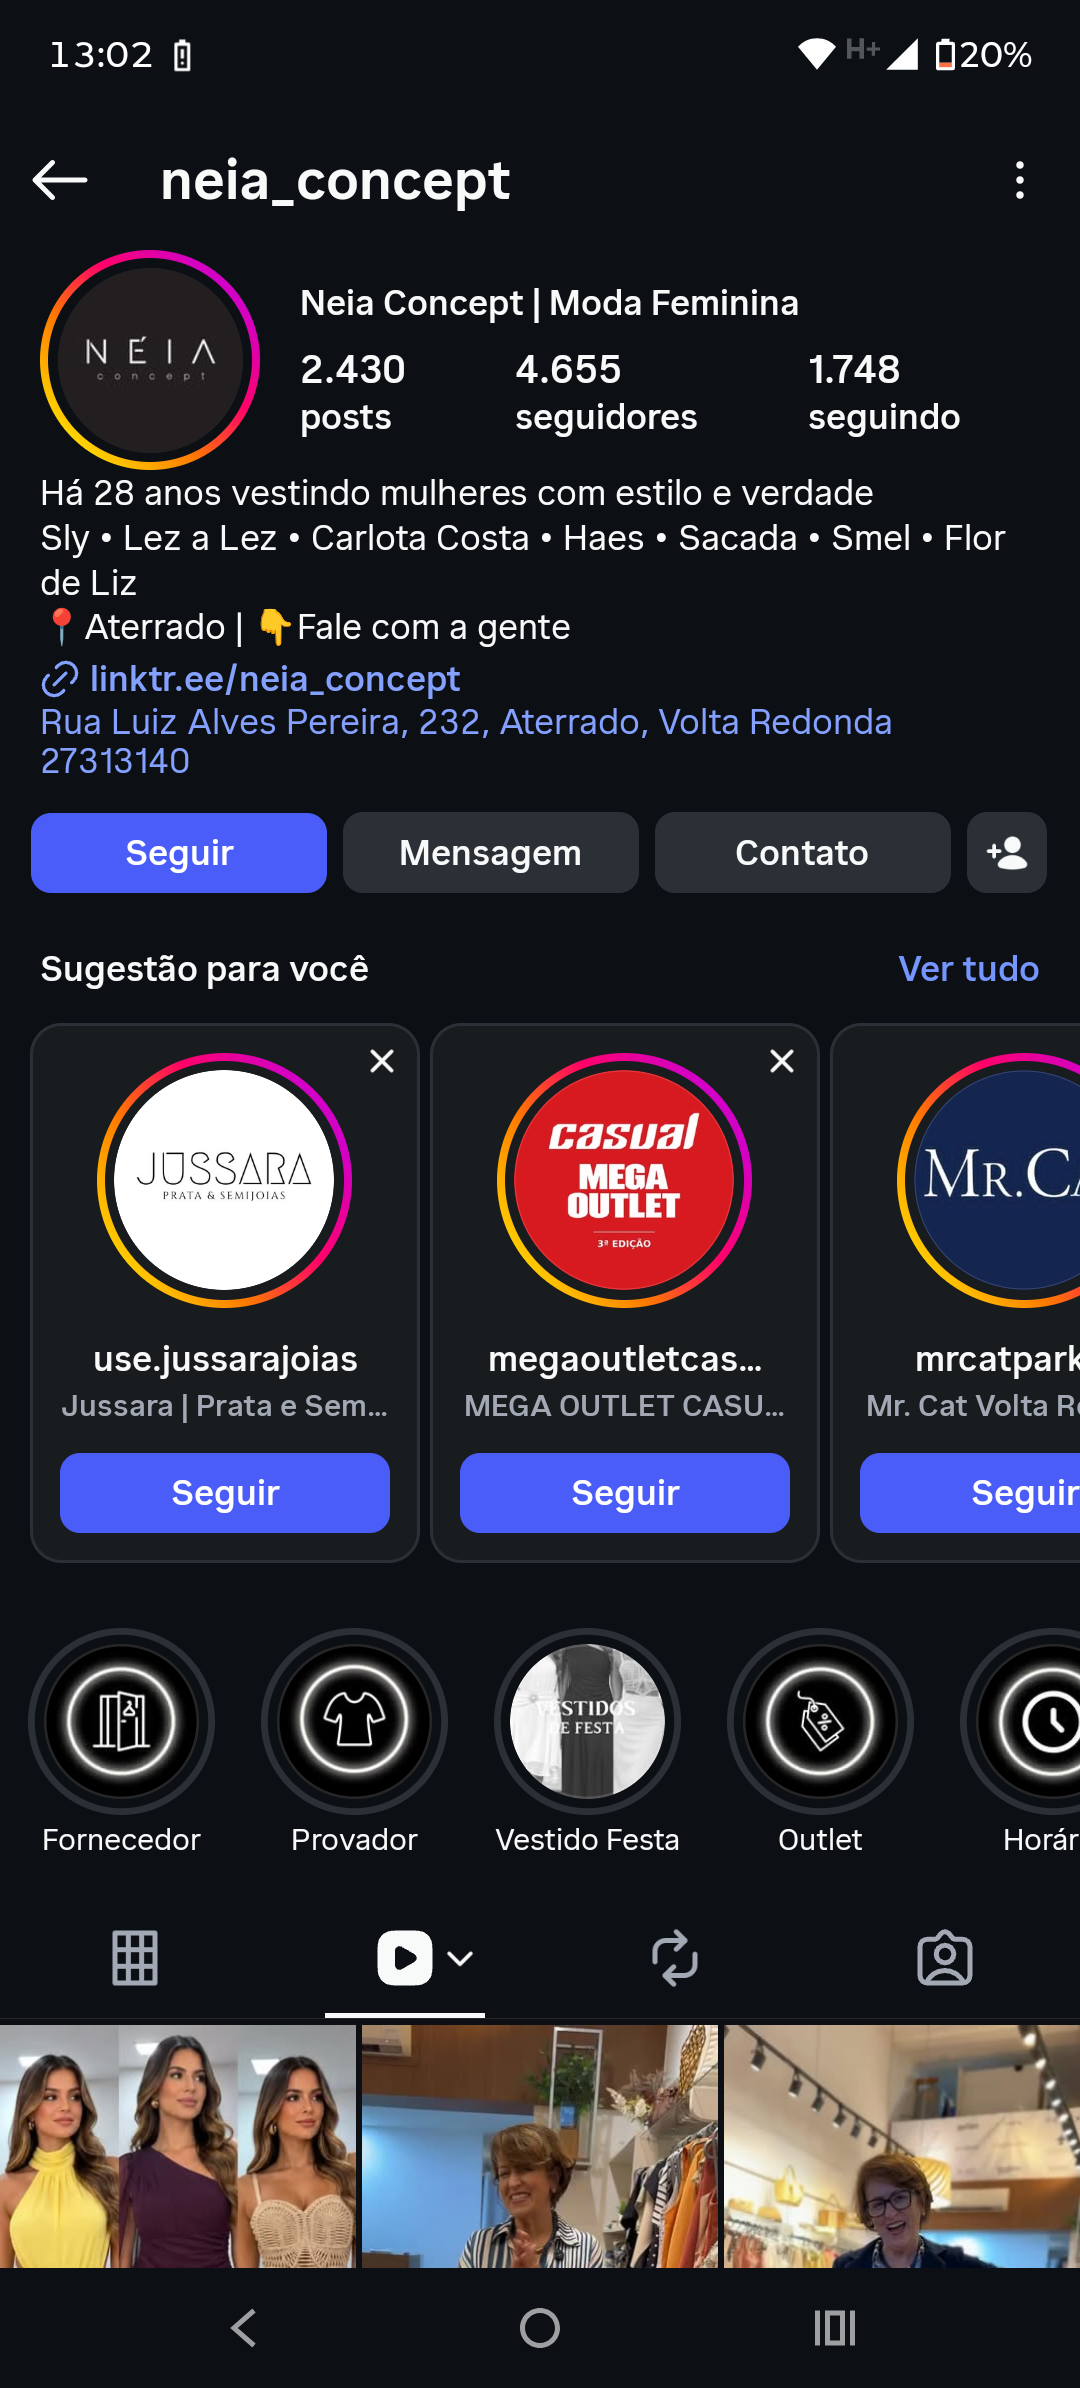 13:02
H+
20%
neia_concept
NÉIA
concept
Neia Concept | Moda Feminina
2.430 4.655 1.748
posts seguidores seguindo
Há 28 anos vestindo mulheres com estilo e verdade
Sly • Lez a Lez • Carlota Costa • Haes • Sacada • Smel • Flor
de Liz
📍Aterrado | 👇Fale com a gente
linktr.ee/neia_concept
Rua Luiz Alves Pereira, 232, Aterrado, Volta Redonda
27313140
Seguir Mensagem Contato
Sugestão para você Ver tudo
JUSSARA
PRATA & SEMIJOIAS
casual
MEGA
OUTLET
3ª EDIÇÃO
MR.CA
use.jussarajoias megaoutletcas... mrcatpark
Jussara | Prata e Sem... MEGA OUTLET CASU... Mr. Cat Volta Re
Seguir Seguir Seguir
VESTIDOS
DE FESTA
Fornecedor Provador Vestido Festa Outlet Horár